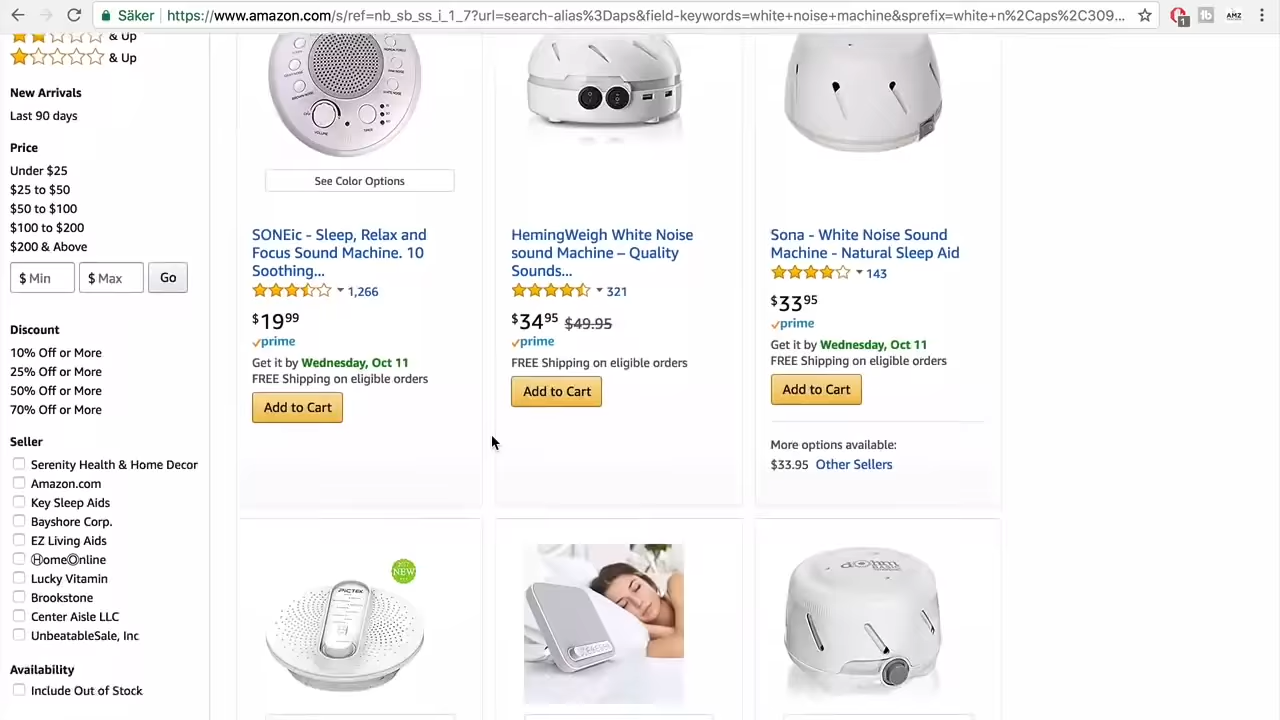 Säker
https://www.amazon.com/s/ref=nb_sb_ss_i_1_7?url=search-alias%3Daps&field-keywords=white+noise+machine&sprefix=white+n%2Caps%2C309...
1
tb
AMZ
& Up
& Up
New Arrivals
Last 90 days
Price
Under $25
$25 to $50
$50 to $100
$100 to $200
$200 & Above
$ Min
$ Max
Go
Discount
10% Off or More
25% Off or More
50% Off or More
70% Off or More
Seller
Serenity Health & Home Decor
Amazon.com
Key Sleep Aids
Bayshore Corp.
EZ Living Aids
ⒽomeⓄnline
Lucky Vitamin
Brookstone
Center Aisle LLC
UnbeatableSale, Inc
Availability
Include Out of Stock
VOLUME
TIMER
See Color Options
SONEic - Sleep, Relax and
Focus Sound Machine. 10
Soothing...
1,266
$19.99
prime
Get it by Wednesday, Oct 11
FREE Shipping on eligible orders
Add to Cart
HemingWeigh White Noise
sound Machine – Quality
Sounds...
321
$34.95 $49.95
prime
FREE Shipping on eligible orders
Add to Cart
Sona - White Noise Sound
Machine - Natural Sleep Aid
143
$33.95
prime
Get it by Wednesday, Oct 11
FREE Shipping on eligible orders
Add to Cart
More options available:
$33.95 Other Sellers
NEW
PICTEK